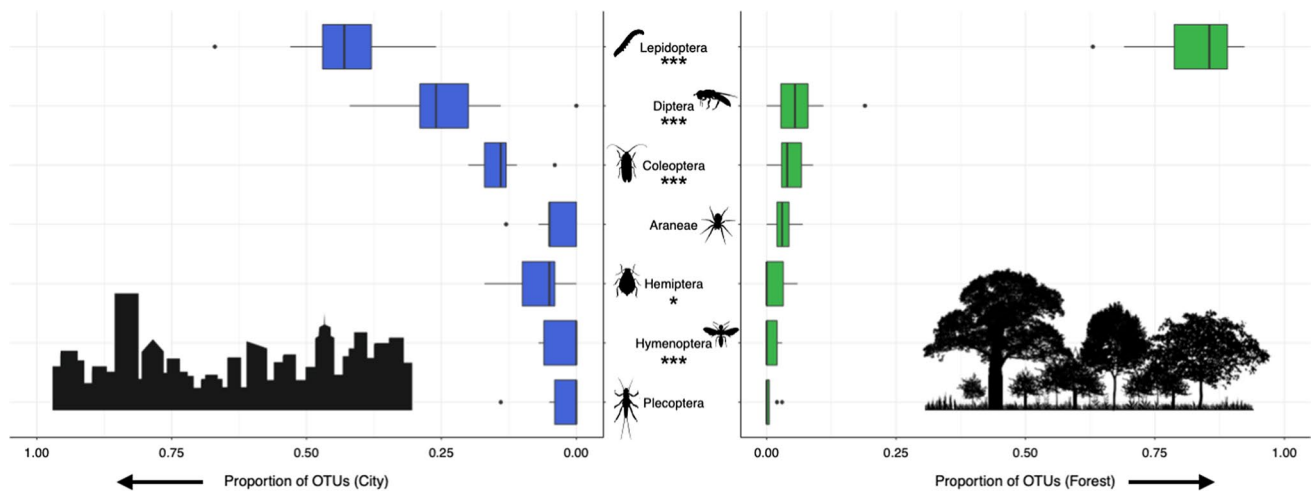 Lepidoptera
***
Diptera
***
Coleoptera
***
Araneae
Hemiptera
*
Hymenoptera
***
Plecoptera
1.00 0.75 0.50 0.25 0.00
0.00 0.25 0.50 0.75 1.00
Proportion of OTUs (City)
Proportion of OTUs (Forest)